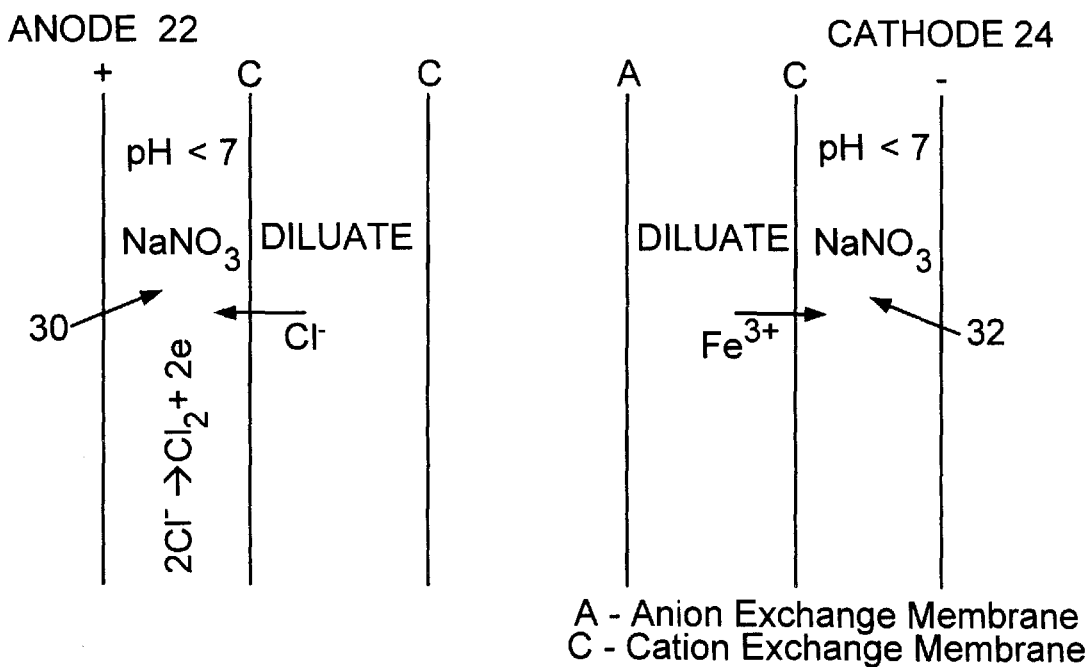 ANODE 22
CATHODE 24
+ C C A C -
pH < 7
pH < 7
NaNO3
DILUATE
DILUATE
NaNO3
30
Cl-
Fe3+
32
2Cl- → Cl2 + 2e
A - Anion Exchange Membrane
C - Cation Exchange Membrane